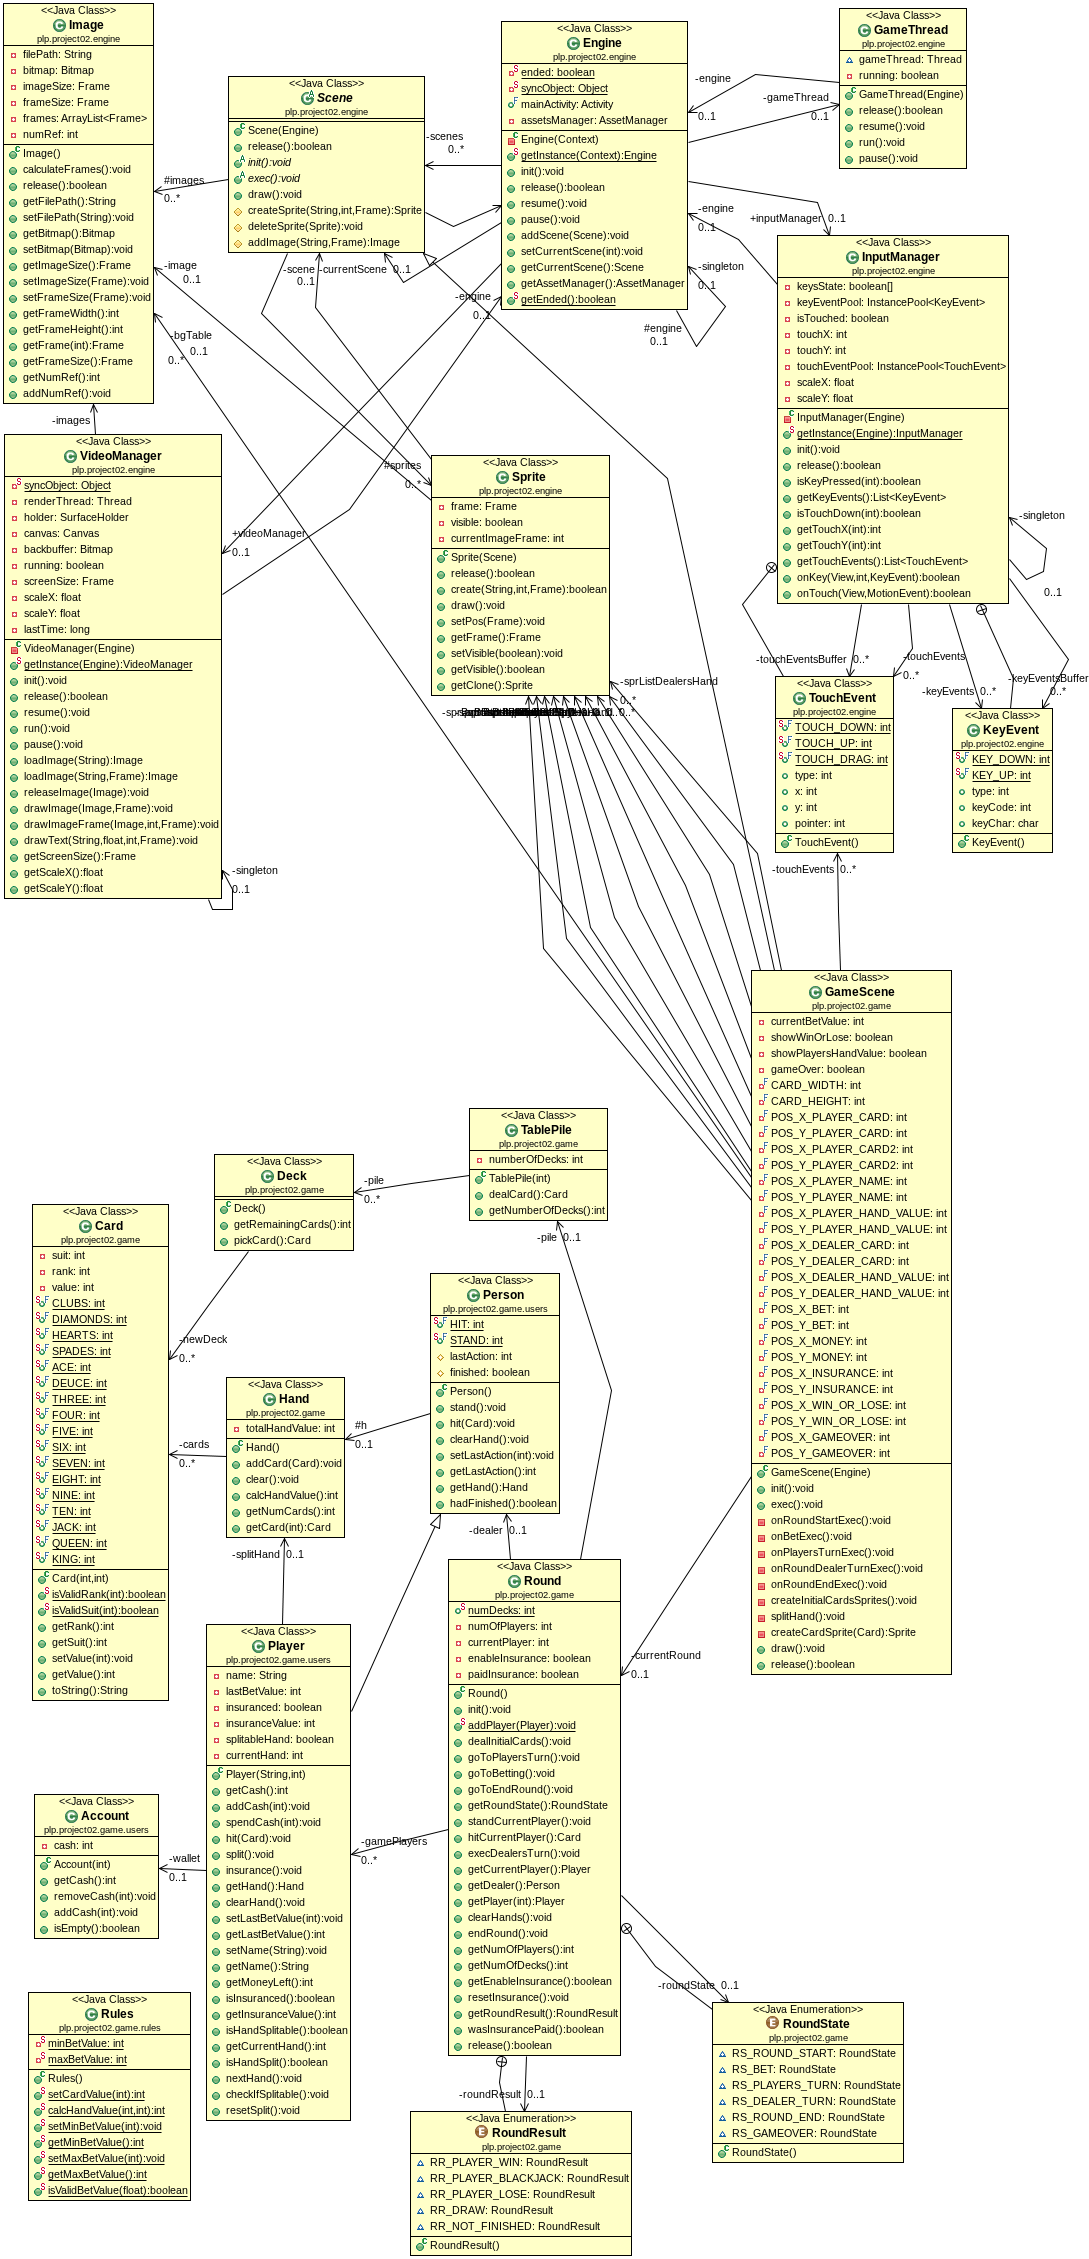 <<Java Class>>
Image
plp.project02.engine
filePath: String
bitmap: Bitmap
imageSize: Frame
frameSize: Frame
frames: ArrayList<Frame>
numRef: int
Image()
calculateFrames():void
release():boolean
getFilePath():String
setFilePath(String):void
getBitmap():Bitmap
setBitmap(Bitmap):void
getImageSize():Frame
setImageSize(Frame):void
setFrameSize(Frame):void
getFrameWidth():int
getFrameHeight():int
getFrame(int):Frame
getFrameSize():Frame
getNumRef():int
addNumRef():void
<<Java Class>>
Scene
plp.project02.engine
Scene(Engine)
release():boolean
init():void
exec():void
draw():void
createSprite(String,int,Frame):Sprite
deleteSprite(Sprite):void
addImage(String,Frame):Image
<<Java Class>>
Engine
plp.project02.engine
ended: boolean
syncObject: Object
mainActivity: Activity
assetsManager: AssetManager
Engine(Context)
getInstance(Context):Engine
init():void
release():boolean
resume():void
pause():void
addScene(Scene):void
setCurrentScene(int):void
getCurrentScene():Scene
getAssetManager():AssetManager
getEnded():boolean
<<Java Class>>
GameThread
plp.project02.engine
gameThread: Thread
running: boolean
GameThread(Engine)
release():boolean
resume():void
run():void
pause():void
-engine
0..1
-gameThread
0..1
-scenes
0..*
#images
0..*
-engine
0..1
+inputManager 0..1
-singleton
0..1
#engine
0..1
-image
0..1
-scene
0..1
-currentScene 0..1
-engine
0..1
-bgTable
0..1
0..*
-images
#sprites
0..*
+videoManager
0..1
<<Java Class>>
InputManager
plp.project02.engine
keysState: boolean[]
keyEventPool: InstancePool<KeyEvent>
isTouched: boolean
touchX: int
touchY: int
touchEventPool: InstancePool<TouchEvent>
scaleX: float
scaleY: float
InputManager(Engine)
getInstance(Engine):InputManager
init():void
release():boolean
isKeyPressed(int):boolean
getKeyEvents():List<KeyEvent>
isTouchDown(int):boolean
getTouchX(int):int
getTouchY(int):int
getTouchEvents():List<TouchEvent>
onKey(View,int,KeyEvent):boolean
onTouch(View,MotionEvent):boolean
-singleton
0..1
<<Java Class>>
VideoManager
plp.project02.engine
syncObject: Object
renderThread: Thread
holder: SurfaceHolder
canvas: Canvas
backbuffer: Bitmap
running: boolean
screenSize: Frame
scaleX: float
scaleY: float
lastTime: long
VideoManager(Engine)
getInstance(Engine):VideoManager
init():void
release():boolean
resume():void
run():void
pause():void
loadImage(String):Image
loadImage(String,Frame):Image
releaseImage(Image):void
drawImage(Image,Frame):void
drawImageFrame(Image,int,Frame):void
drawText(String,float,int,Frame):void
getScreenSize():Frame
getScaleX():float
getScaleY():float
-singleton
0..1
<<Java Class>>
Sprite
plp.project02.engine
frame: Frame
visible: boolean
currentImageFrame: int
Sprite(Scene)
release():boolean
create(String,int,Frame):boolean
draw():void
setPos(Frame):void
getFrame():Frame
setVisible(boolean):void
getVisible():boolean
getClone():Sprite
-sprListDealersHand
0..*
-touchEventsBuffer 0..*
-touchEvents
0..*
-keyEvents 0..*
-keyEventsBuffer
0..*
<<Java Class>>
TouchEvent
plp.project02.engine
TOUCH_DOWN: int
TOUCH_UP: int
TOUCH_DRAG: int
type: int
x: int
y: int
pointer: int
TouchEvent()
<<Java Class>>
KeyEvent
plp.project02.engine
KEY_DOWN: int
KEY_UP: int
type: int
keyCode: int
keyChar: char
KeyEvent()
-touchEvents 0..*
<<Java Class>>
GameScene
plp.project02.game
currentBetValue: int
showWinOrLose: boolean
showPlayersHandValue: boolean
gameOver: boolean
CARD_WIDTH: int
CARD_HEIGHT: int
POS_X_PLAYER_CARD: int
POS_Y_PLAYER_CARD: int
POS_X_PLAYER_CARD2: int
POS_Y_PLAYER_CARD2: int
POS_X_PLAYER_NAME: int
POS_Y_PLAYER_NAME: int
POS_X_PLAYER_HAND_VALUE: int
POS_Y_PLAYER_HAND_VALUE: int
POS_X_DEALER_CARD: int
POS_Y_DEALER_CARD: int
POS_X_DEALER_HAND_VALUE: int
POS_Y_DEALER_HAND_VALUE: int
POS_X_BET: int
POS_Y_BET: int
POS_X_MONEY: int
POS_Y_MONEY: int
POS_X_INSURANCE: int
POS_Y_INSURANCE: int
POS_X_WIN_OR_LOSE: int
POS_Y_WIN_OR_LOSE: int
POS_X_GAMEOVER: int
POS_Y_GAMEOVER: int
GameScene(Engine)
init():void
exec():void
onRoundStartExec():void
onBetExec():void
onPlayersTurnExec():void
onRoundDealerTurnExec():void
onRoundEndExec():void
createInitialCardsSprites():void
splitHand():void
createCardSprite(Card):Sprite
draw():void
release():boolean
<<Java Class>>
TablePile
plp.project02.game
numberOfDecks: int
TablePile(int)
dealCard():Card
getNumberOfDecks():int
<<Java Class>>
Deck
plp.project02.game
Deck()
getRemainingCards():int
pickCard():Card
-pile
0..*
-pile 0..1
<<Java Class>>
Card
plp.project02.game
suit: int
rank: int
value: int
CLUBS: int
DIAMONDS: int
HEARTS: int
SPADES: int
ACE: int
DEUCE: int
THREE: int
FOUR: int
FIVE: int
SIX: int
SEVEN: int
EIGHT: int
NINE: int
TEN: int
JACK: int
QUEEN: int
KING: int
Card(int,int)
isValidRank(int):boolean
isValidSuit(int):boolean
getRank():int
getSuit():int
setValue(int):void
getValue():int
toString():String
-newDeck
0..*
-cards
0..*
<<Java Class>>
Person
plp.project02.game.users
HIT: int
STAND: int
lastAction: int
finished: boolean
Person()
stand():void
hit(Card):void
clearHand():void
setLastAction(int):void
getLastAction():int
getHand():Hand
hadFinished():boolean
<<Java Class>>
Hand
plp.project02.game
totalHandValue: int
Hand()
addCard(Card):void
clear():void
calcHandValue():int
getNumCards():int
getCard(int):Card
#h
0..1
-splitHand 0..1
-dealer 0..1
<<Java Class>>
Round
plp.project02.game
numDecks: int
numOfPlayers: int
currentPlayer: int
enableInsurance: boolean
paidInsurance: boolean
Round()
init():void
addPlayer(Player):void
dealInitialCards():void
goToPlayersTurn():void
goToBetting():void
goToEndRound():void
getRoundState():RoundState
standCurrentPlayer():void
hitCurrentPlayer():Card
execDealersTurn():void
getCurrentPlayer():Player
getDealer():Person
getPlayer(int):Player
clearHands():void
endRound():void
getNumOfPlayers():int
getNumOfDecks():int
getEnableInsurance():boolean
resetInsurance():void
getRoundResult():RoundResult
wasInsurancePaid():boolean
release():boolean
-currentRound
0..1
<<Java Class>>
Player
plp.project02.game.users
name: String
lastBetValue: int
insured: boolean
insuranceValue: int
splitableHand: boolean
currentHand: int
Player(String,int)
getCash():int
addCash(int):void
spendCash(int):void
hit(Card):void
split():void
insurance():void
getHand():Hand
clearHand():void
setLastBetValue(int):void
getLastBetValue():int
setName(String):void
getName():String
getMoneyLeft():int
isInsuranced():boolean
getInsuranceValue():int
isHandSplitable():boolean
getCurrentHand():int
isHandSplit():boolean
nextHand():void
checkIfSplitable():void
resetSplit():void
-gamePlayers
0..*
<<Java Class>>
Account
plp.project02.game.users
cash: int
Account(int)
getCash():int
removeCash(int):void
addCash(int):void
isEmpty():boolean
-wallet
0..1
<<Java Class>>
Rules
plp.project02.game.rules
minBetValue: int
maxBetValue: int
Rules()
setCardValue(int):int
calcHandValue(int,int):int
setMinBetValue(int):void
getMinBetValue():int
setMaxBetValue(int):void
getMaxBetValue():int
isValidBetValue(float):boolean
-roundState 0..1
<<Java Enumeration>>
RoundState
plp.project02.game
RS_ROUND_START: RoundState
RS_BET: RoundState
RS_PLAYERS_TURN: RoundState
RS_DEALER_TURN: RoundState
RS_ROUND_END: RoundState
RS_GAMEOVER: RoundState
RoundState()
-roundResult 0..1
<<Java Enumeration>>
RoundResult
plp.project02.game
RR_PLAYER_WIN: RoundResult
RR_PLAYER_BLACKJACK: RoundResult
RR_PLAYER_LOSE: RoundResult
RR_DRAW: RoundResult
RR_NOT_FINISHED: RoundResult
RoundResult()